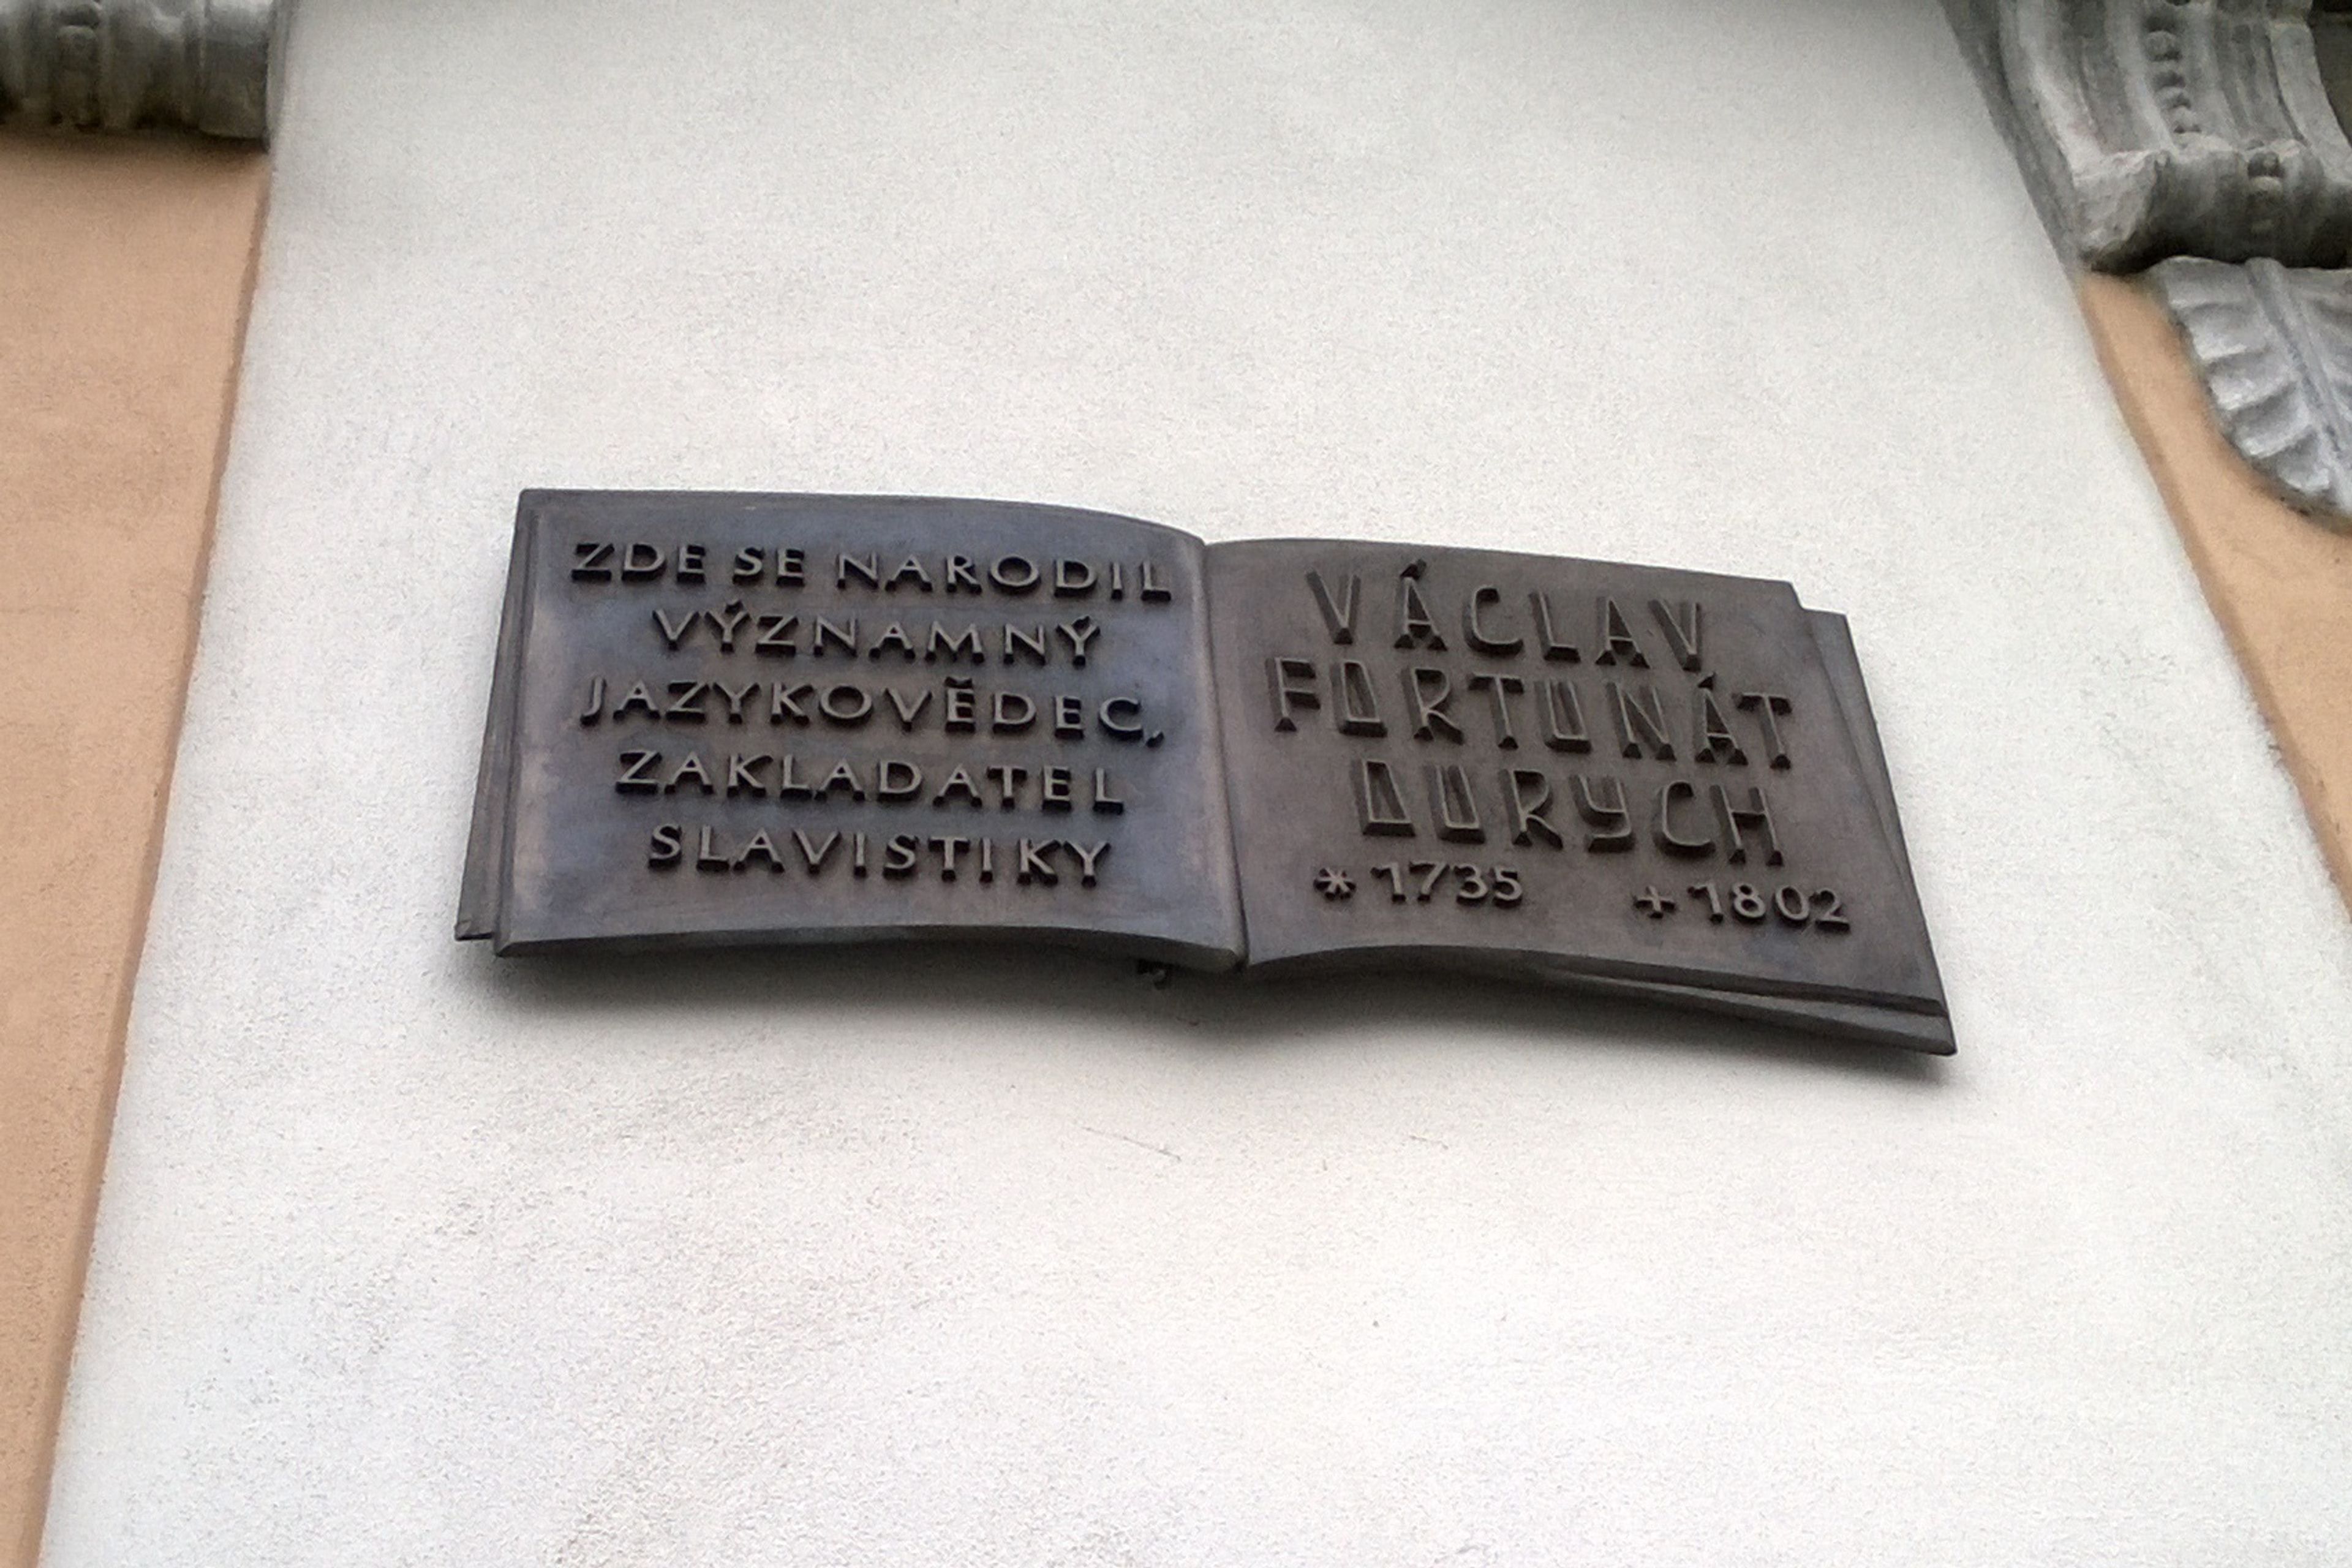 ZDE SE NARODIL
VÝZNAMNÝ
JAZYKOVĚDEC,
ZAKLADATEL
SLAVISTIKY
VÁCLAV
FORTUNÁT
DURYCH
* 1735 + 1802